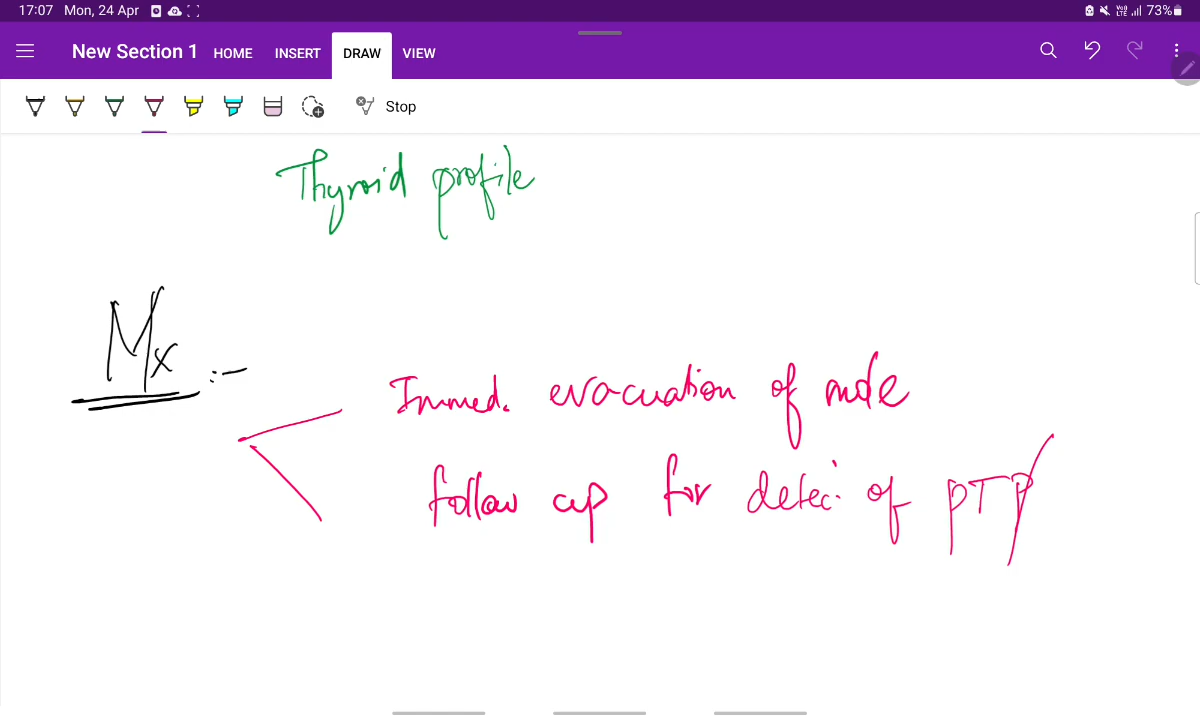 17:07 Mon, 24 Apr 73%
New Section 1 HOME INSERT DRAW VIEW
Stop
Thyroid profile
Mx :-
Immed. evacuation of mole
follow up for detec. of PTP